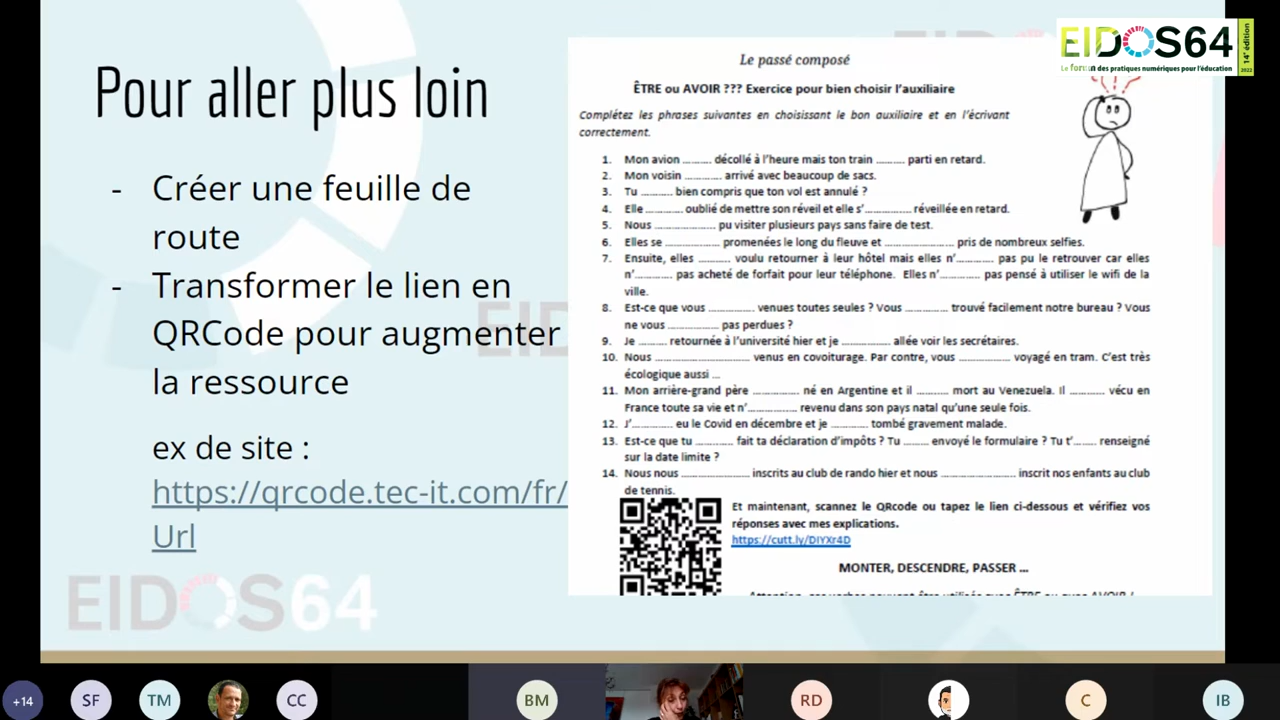 EIDOS64
Le forum des pratiques numériques pour l'éducation
14e édition
2022
Pour aller plus loin
- Créer une feuille de
route
- Transformer le lien en
QRCode pour augmenter
la ressource
ex de site :
https://qrcode.tec-it.com/fr/
Url
EIDOS64
Le passé composé
ÊTRE ou AVOIR ??? Exercice pour bien choisir l'auxiliaire
Complétez les phrases suivantes en choisissant le bon auxiliaire et en l'écrivant
correctement.
1. Mon avion ........... décollé à l'heure mais ton train ........... parti en retard.
2. Mon voisin ............. arrivé avec beaucoup de sacs.
3. Tu ............ bien compris que ton vol est annulé ?
4. Elle ............. oublié de mettre son réveil et elle s'................ réveillée en retard.
5. Nous ..................... pu visiter plusieurs pays sans faire de test.
6. Elles se ................... promenées le long du fleuve et ........................ pris de nombreux selfies.
7. Ensuite, elles ........... voulu retourner à leur hôtel mais elles n'............. pas pu le retrouver car elles
n'............. pas acheté de forfait pour leur téléphone. Elles n'.............. pas pensé à utiliser le wifi de la
ville.
8. Est-ce que vous ................ venues toutes seules ? Vous ............... trouvé facilement notre bureau ? Vous
ne vous ................. pas perdues ?
9. Je .......... retournée à l'université hier et je ................. allée voir les secrétaires.
10. Nous ................................ venus en covoiturage. Par contre, vous ................. voyagé en tram. C'est très
écologique aussi ...
11. Mon arrière-grand père ................ né en Argentine et il ........... mort au Venezuela. Il ............ vécu en
France toute sa vie et n'................. revenu dans son pays natal qu'une seule fois.
12. J'.............. eu le Covid en décembre et je ............. tombé gravement malade.
13. Est-ce que tu ............. fait ta déclaration d'impôts ? Tu ......... envoyé le formulaire ? Tu t'........ renseigné
sur la date limite ?
14. Nous nous ....................... inscrits au club de rando hier et nous ......................... inscrit nos enfants au club
de tennis.
Et maintenant, scannez le QRcode ou tapez le lien ci-dessous et vérifiez vos
réponses avec mes explications.
https://cutt.ly/DIYXr4D
MONTER, DESCENDRE, PASSER ...
+14
SF
TM
CC
BM
RD
C
IB